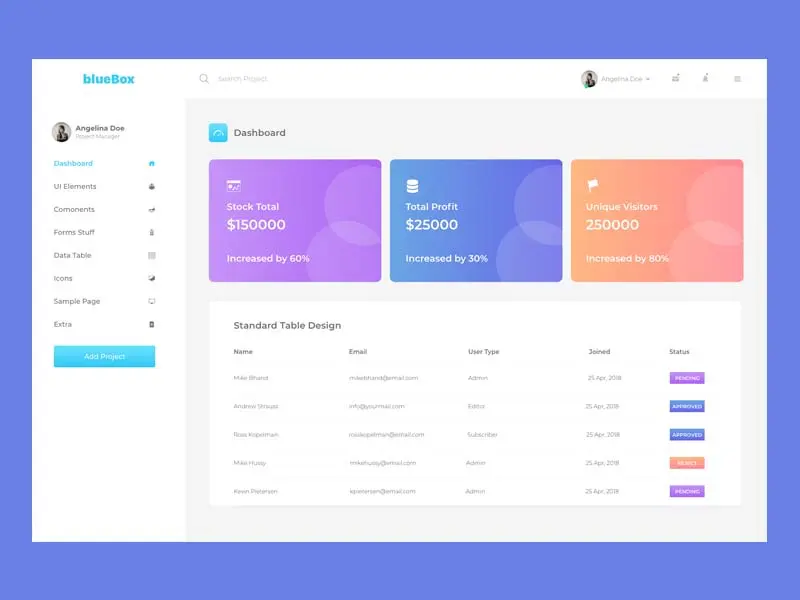 blueBox
Search Project
Angelina Doe
Angelina Doe
Project Manager
Dashboard
UI Elements
Comonents
Forms Stuff
Data Table
Icons
Sample Page
Extra
Add Project
Dashboard
Stock Total
$150000
Increased by 60%
Total Profit
$25000
Increased by 30%
Unique Visitors
250000
Increased by 80%
Standard Table Design
Name Email User Type Joined Status
Mike Bhand mikebhand@email.com Admin 25 Apr, 2018 PENDING
Andrew Strauss info@yourmail.com Editor 25 Apr, 2018 APPROVED
Ross Kopelman rosskopelman@email.com Subscriber 25 Apr, 2018 APPROVED
Mike Hussy mikehussy@email.com Admin 25 Apr, 2018 REJECT
Kevin Pietersen kpietersen@email.com Admin 25 Apr, 2018 PENDING